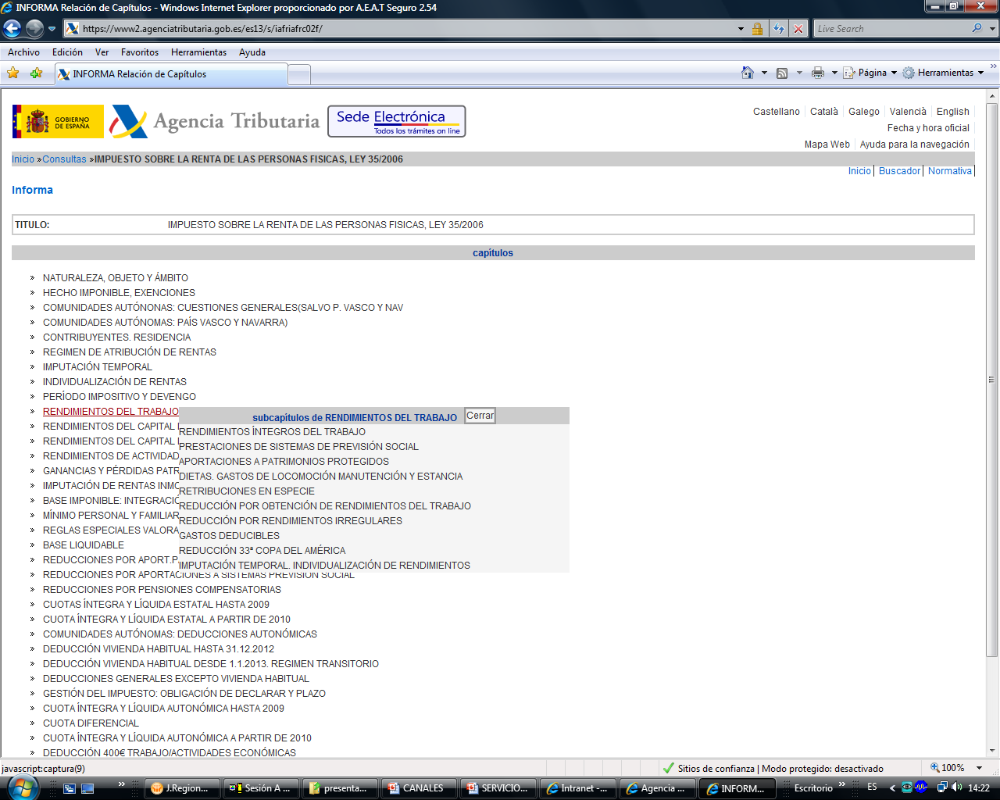 INFORMA Relación de Capítulos - Windows Internet Explorer proporcionado por A.E.A.T Seguro 2.54
https://www2.agenciatributaria.gob.es/es13/s/iafriafrc02f/
Live Search
Archivo Edición Ver Favoritos Herramientas Ayuda
INFORMA Relación de Capítulos
Página Herramientas
GOBIERNO DE ESPAÑA
Agencia Tributaria
Sede Electrónica
Todos los trámites on line
Castellano Català Galego Valencià English
Fecha y hora oficial
Mapa Web Ayuda para la navegación
Inicio »Consultas »IMPUESTO SOBRE LA RENTA DE LAS PERSONAS FISICAS, LEY 35/2006
Inicio Buscador Normativa
Informa
TITULO: IMPUESTO SOBRE LA RENTA DE LAS PERSONAS FISICAS, LEY 35/2006
capítulos
» NATURALEZA, OBJETO Y ÁMBITO
» HECHO IMPONIBLE, EXENCIONES
» COMUNIDADES AUTÓNONAS: CUESTIONES GENERALES(SALVO P. VASCO Y NAV
» COMUNIDADES AUTÓNOMAS: PAÍS VASCO Y NAVARRA)
» CONTRIBUYENTES. RESIDENCIA
» REGIMEN DE ATRIBUCIÓN DE RENTAS
» IMPUTACIÓN TEMPORAL
» INDIVIDUALIZACIÓN DE RENTAS
» PERÍODO IMPOSITIVO Y DEVENGO
» RENDIMIENTOS DEL TRABAJO
» RENDIMIENTOS DEL CAPITAL
» RENDIMIENTOS DEL CAPITAL
» RENDIMIENTOS DE ACTIVIDAD
» GANANCIAS Y PÉRDIDAS PATR
» IMPUTACIÓN DE RENTAS INMO
» BASE IMPONIBLE: INTEGRACIÓ
» MÍNIMO PERSONAL Y FAMILIAR
» REGLAS ESPECIALES VALORA
» BASE LIQUIDABLE
» REDUCCIONES POR APORT.P
» REDUCCIONES POR APORTACIONES A SISTEMAS PREVISIÓN SOCIAL
» REDUCCIONES POR PENSIONES COMPENSATORIAS
» CUOTAS ÍNTEGRA Y LÍQUIDA ESTATAL HASTA 2009
» CUOTA ÍNTEGRA Y LÍQUIDA ESTATAL A PARTIR DE 2010
» COMUNIDADES AUTÓNOMAS: DEDUCCIONES AUTONÓMICAS
» DEDUCCIÓN VIVIENDA HABITUAL HASTA 31.12.2012
» DEDUCCIÓN VIVIENDA HABITUAL DESDE 1.1.2013. REGIMEN TRANSITORIO
» DEDUCCIONES GENERALES EXCEPTO VIVIENDA HABITUAL
» GESTIÓN DEL IMPUESTO: OBLIGACIÓN DE DECLARAR Y PLAZO
» CUOTA ÍNTEGRA Y LÍQUIDA AUTONÓMICA HASTA 2009
» CUOTA DIFERENCIAL
» CUOTA ÍNTEGRA Y LÍQUIDA AUTONÓMICA A PARTIR DE 2010
» DEDUCCIÓN 400€ TRABAJO/ACTIVIDADES ECONÓMICAS
subcapítulos de RENDIMIENTOS DEL TRABAJO Cerrar
RENDIMIENTOS ÍNTEGROS DEL TRABAJO
PRESTACIONES DE SISTEMAS DE PREVISIÓN SOCIAL
APORTACIONES A PATRIMONIOS PROTEGIDOS
DIETAS. GASTOS DE LOCOMOCIÓN MANUTENCIÓN Y ESTANCIA
RETRIBUCIONES EN ESPECIE
REDUCCIÓN POR OBTENCIÓN DE RENDIMIENTOS DEL TRABAJO
REDUCCIÓN POR RENDIMIENTOS IRREGULARES
GASTOS DEDUCIBLES
REDUCCIÓN 33ª COPA DEL AMÉRICA
IMPUTACIÓN TEMPORAL. INDIVIDUALIZACIÓN DE RENDIMIENTOS
javascript:captura(9)
Sitios de confianza | Modo protegido: desactivado 100%
J.Region... Sesión A ... presenta... CANALES SERVICIO... Intranet -... Agencia ... INFORM... Escritorio » ES 14:22